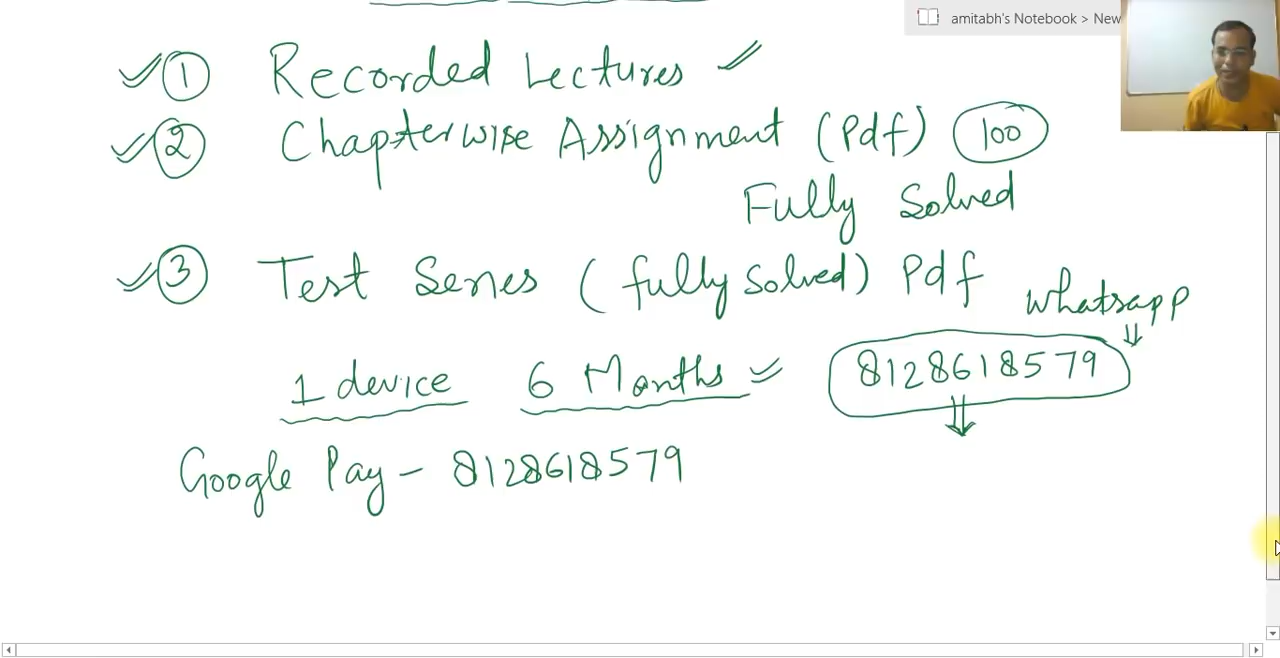 amitabh's Notebook > New
1 Recorded Lectures
2 Chapterwise Assignment (Pdf) 100
Fully Solved
3 Test Series (fully Solved) Pdf
Whatsapp
1 device 6 Months 8128618579
Google Pay - 8128618579